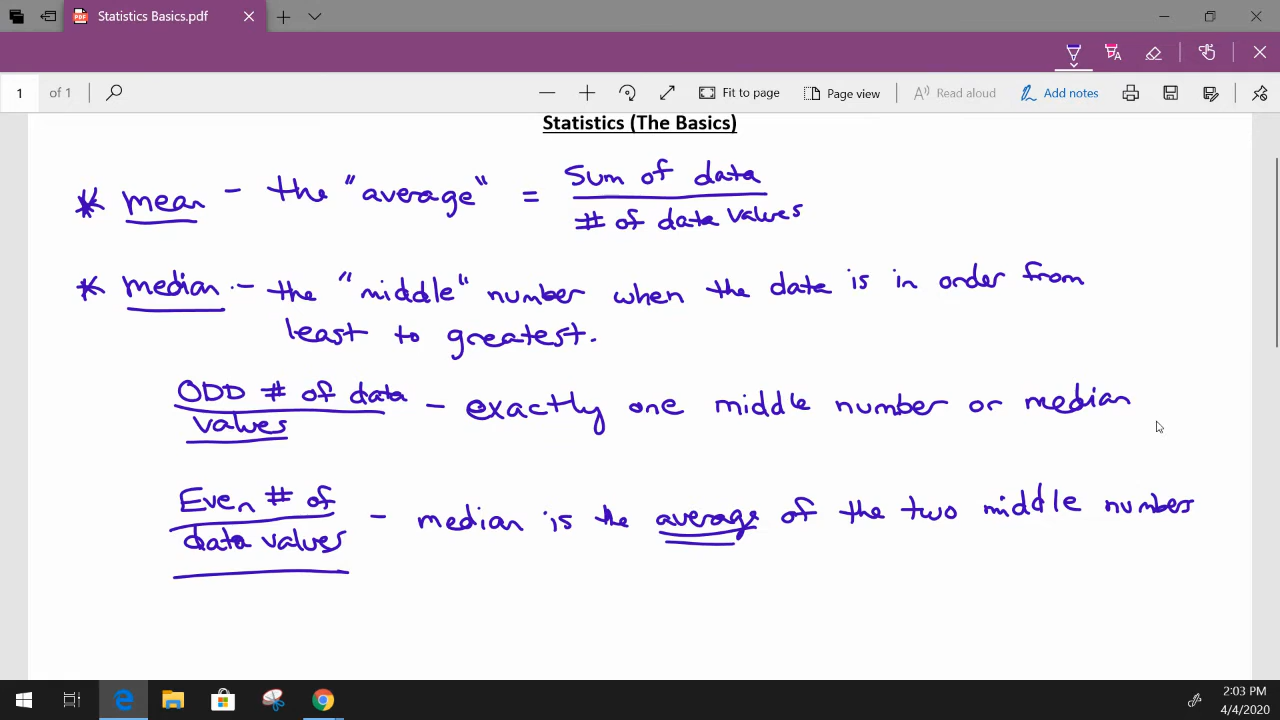 Statistics Basics.pdf
1 of 1
Fit to page
Page view
Read aloud
Add notes
Statistics (The Basics)
* mean - the "average" = Sum of data
# of data values
* median - the "middle" number when the data is in order from
least to greatest.
ODD # of data
values - exactly one middle number or median
Even # of
data values - median is the average of the two middle numbers
2:03 PM
4/4/2020